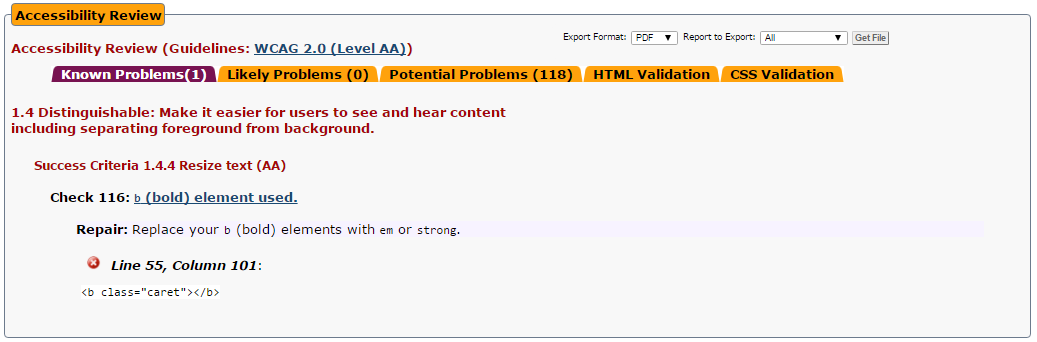 Accessibility Review
Accessibility Review (Guidelines: WCAG 2.0 (Level AA))
Export Format: PDF Report to Export: All Get File
Known Problems(1) Likely Problems (0) Potential Problems (118) HTML Validation CSS Validation
1.4 Distinguishable: Make it easier for users to see and hear content
including separating foreground from background.
Success Criteria 1.4.4 Resize text (AA)
Check 116: b (bold) element used.
Repair: Replace your b (bold) elements with em or strong.
Line 55, Column 101:
<b class="caret"></b>